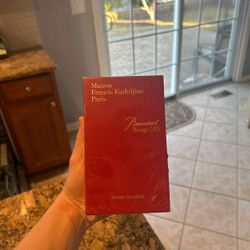 Maison
Francis Kurkdjian
Paris
Baccarat
Rouge 540
Extrait de parfum